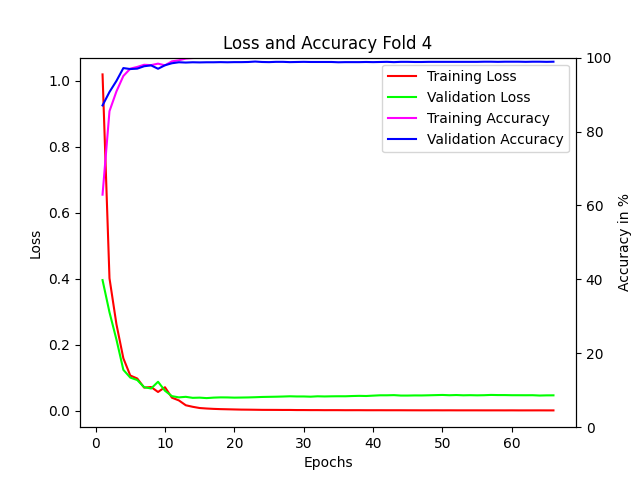 Loss and Accuracy Fold 4
1.0
0.8
0.6
0.4
0.2
0.0
Loss
Training Loss
Validation Loss
Training Accuracy
Validation Accuracy
100
80
60
40
20
0
Accuracy in %
0 10 20 30 40 50 60
Epochs